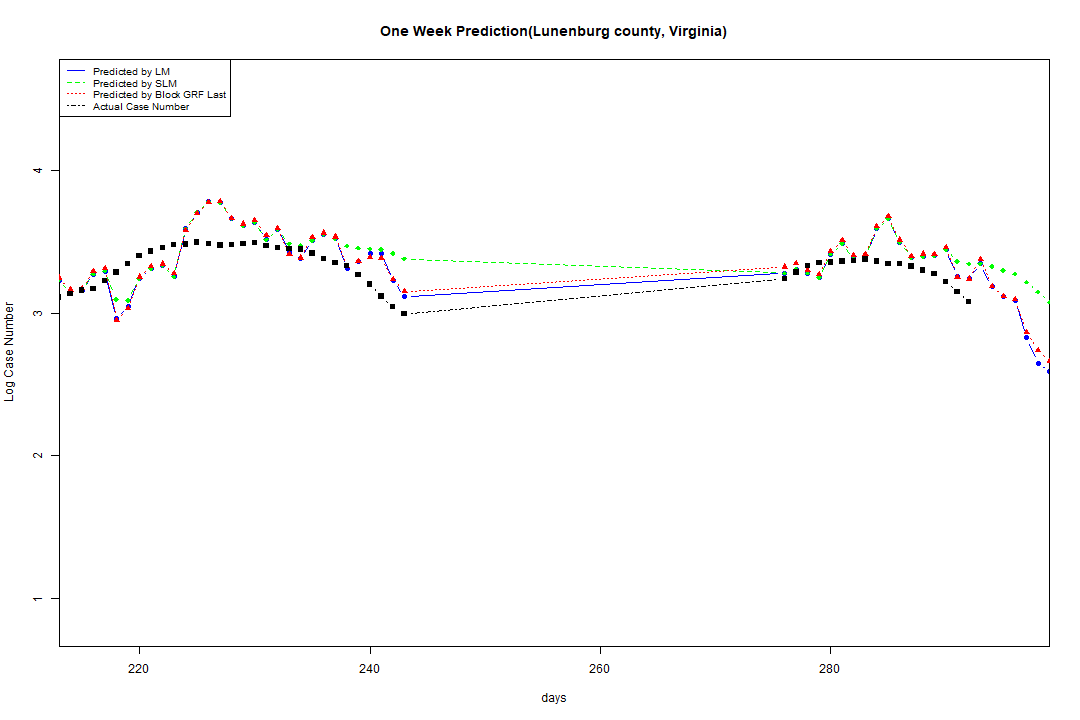 One Week Prediction(Lunenburg county, Virginia)
Predicted by LM
Predicted by SLM
Predicted by Block GRF Last
Actual Case Number
4
3
2
1
Log Case Number
220 240 260 280
days